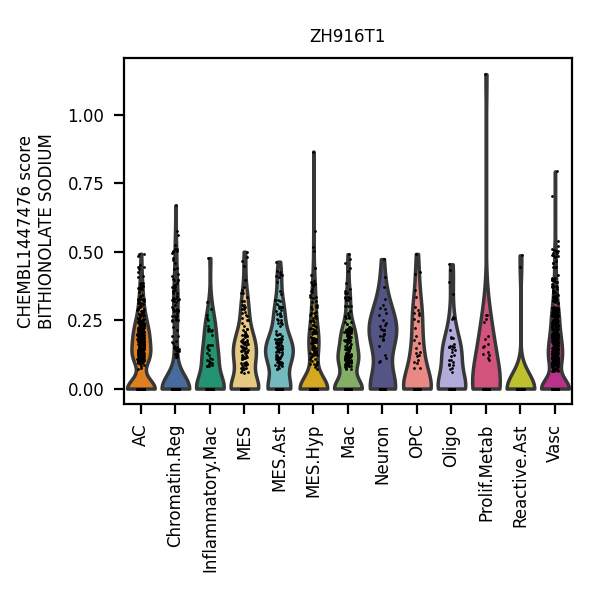 ZH916T1
CHEMBL1447476 score
BITHIONOLATE SODIUM
1.00
0.75
0.50
0.25
0.00
AC
Chromatin.Reg
Inflammatory.Mac
MES
MES.Ast
MES.Hyp
Mac
Neuron
OPC
Oligo
Prolif.Metab
Reactive.Ast
Vasc